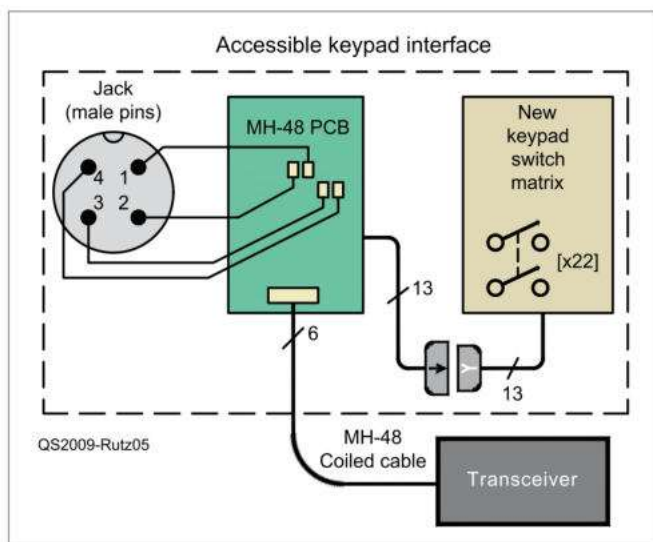 Accessible keypad interface
Jack
(male pins)
MH-48 PCB
New
keypad
switch
matrix
4
1
3
2
[x22]
13
6
13
QS2009-Rutz05
MH-48
Coiled cable
Transceiver